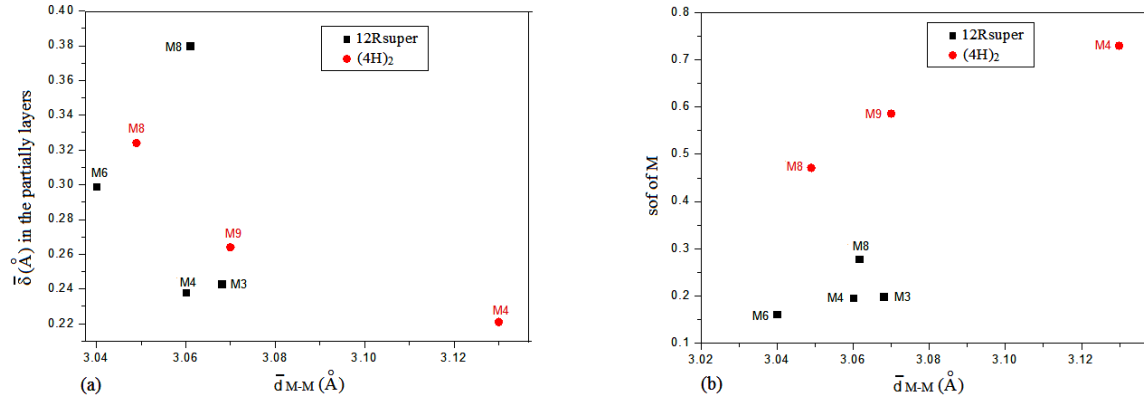 0.40
0.38
0.36
0.34
0.32
0.30
0.28
0.26
0.24
0.22
δ̄ (Å) in the partially layers
12Rsuper
(4H)₂
M8
M8
M6
M9
M4
M3
M4
3.04
3.06
3.08
3.10
3.12
(a)
d̄ M-M (Å)
0.8
0.7
0.6
0.5
0.4
0.3
0.2
0.1
sof of M
12Rsuper
(4H)₂
M4
M9
M8
M8
M4
M3
M6
3.02
3.04
3.06
3.08
3.10
3.12
(b)
d̄ M-M (Å)